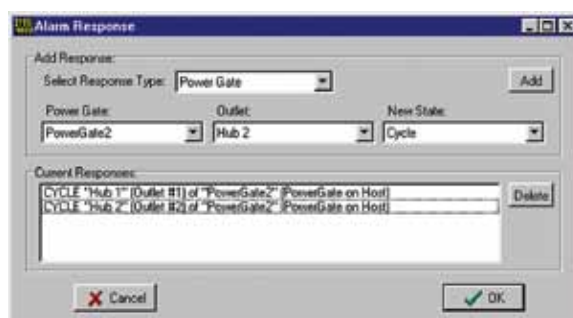 Alarm Response
Add Response:
Select Response Type: Power Gate
Add
Power Gate: Outlet: New State:
PowerGate2 Hub 2 Cycle
Current Responses:
CYCLE "Hub 1" (Outlet #1) of "PowerGate2" (PowerGate on Host)
CYCLE "Hub 2" (Outlet #2) of "PowerGate2" (PowerGate on Host)
Delete
Cancel OK